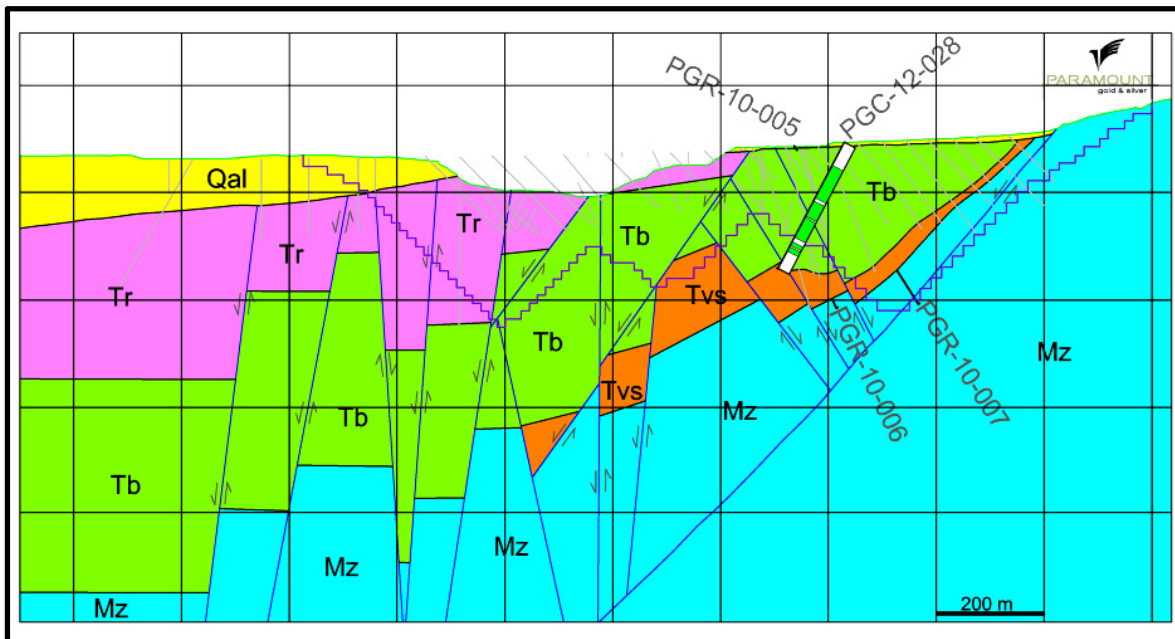 PARAMOUNT
gold & silver
PGR-10-005
PGC-12-028
Qal
Tr
Tr
Tr
Tb
Tb
Tb
Tb
Tb
Tvs
Tvs
Mz
Mz
Mz
Mz
PGR-10-006
PGR-10-007
200 m